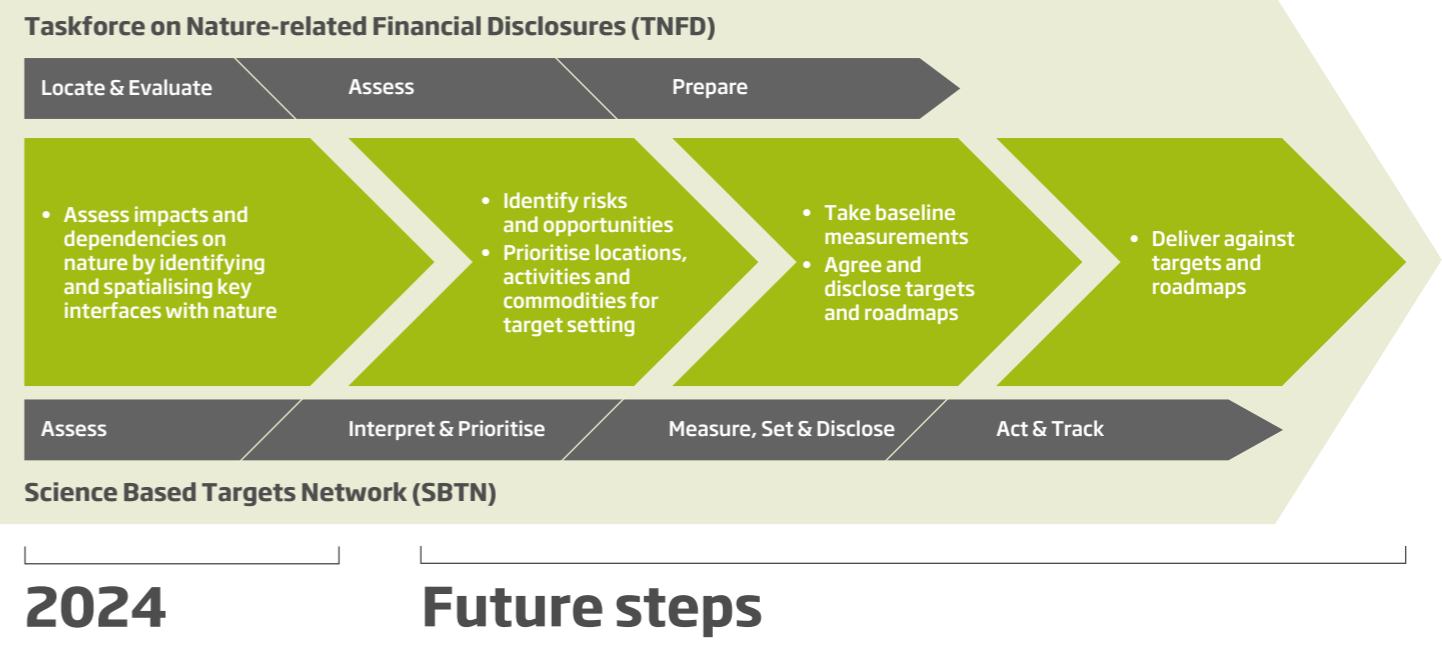 Taskforce on Nature-related Financial Disclosures (TNFD)
Locate & Evaluate
Assess
Prepare
• Assess impacts and
dependencies on
nature by identifying
and spatialising key
interfaces with nature
• Identify risks
and opportunities
• Prioritise locations,
activities and
commodities for
target setting
• Take baseline
measurements
• Agree and
disclose targets
and roadmaps
• Deliver against
targets and
roadmaps
Assess
Interpret & Prioritise
Measure, Set & Disclose
Act & Track
Science Based Targets Network (SBTN)
2024
Future steps